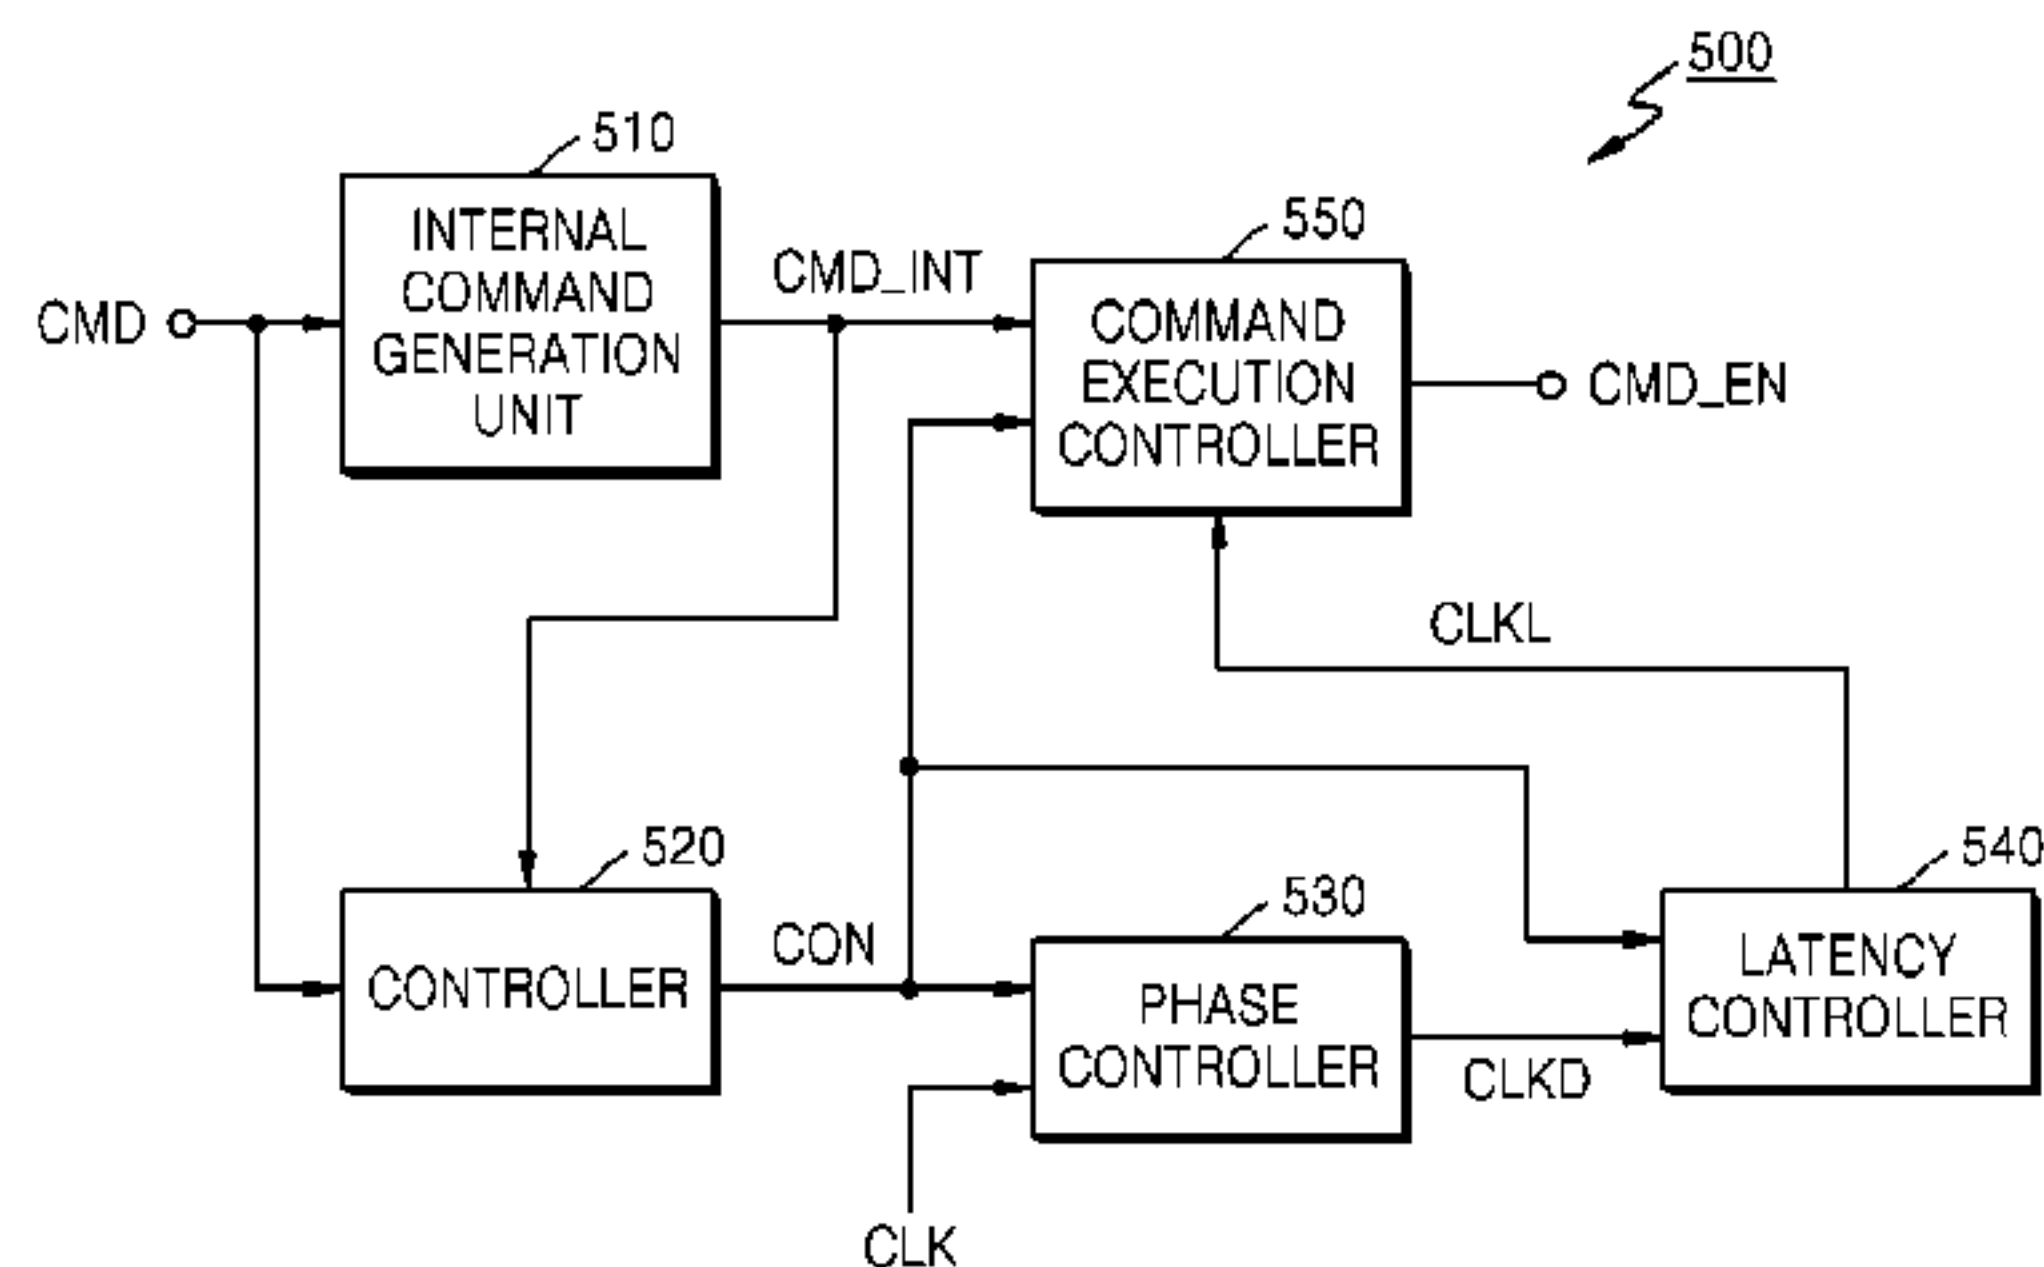 500
510
INTERNAL
COMMAND
GENERATION
UNIT
CMD
CMD_INT
550
COMMAND
EXECUTION
CONTROLLER
CMD_EN
CLKL
520
CONTROLLER
CON
530
PHASE
CONTROLLER
CLK
CLKD
540
LATENCY
CONTROLLER